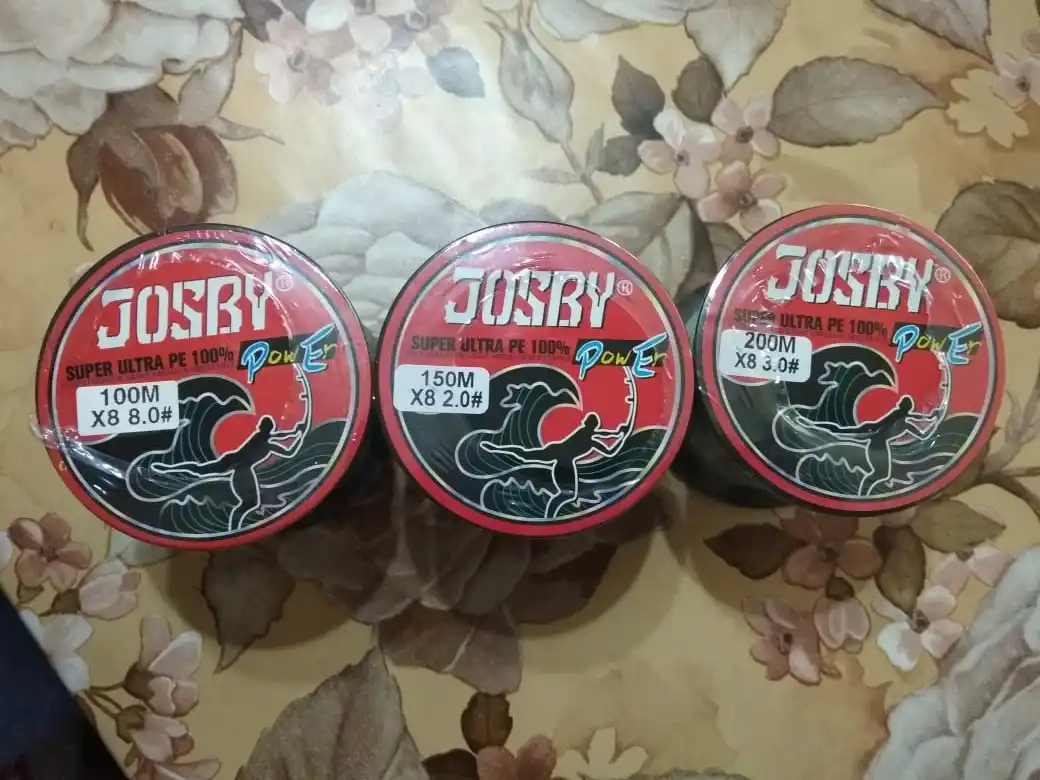 JOSBY®
SUPER ULTRA PE 100%
PowEr
100M
X8 8.0#
JOSBY®
SUPER ULTRA PE 100%
PowEr
150M
X8 2.0#
JOSBY®
SUPER ULTRA PE 100%
PowEr
200M
X8 3.0#